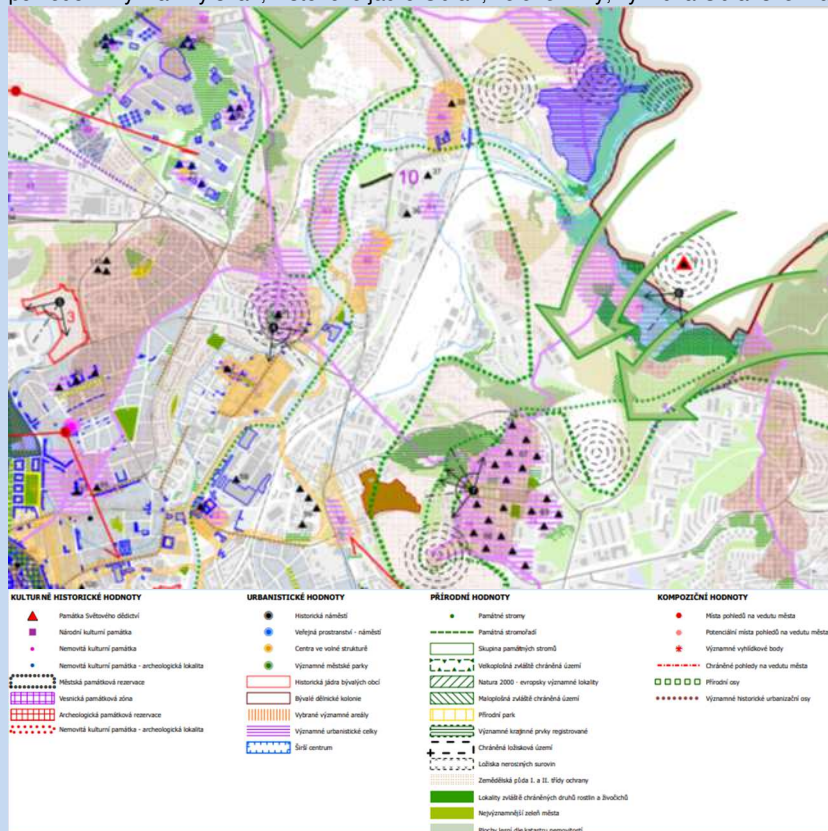 10
37
36
3
KULTURNĚ HISTORICKÉ HODNOTY
Památka Světového dědictví
Národní kulturní památka
Nemovitá kulturní památka
Nemovitá kulturní památka - archeologická lokalita
Městská památková rezervace
Vesnická památková zóna
Archeologická památková rezervace
Nemovitá kulturní památka - archeologická lokalita
URBANISTICKÉ HODNOTY
Historická náměstí
Veřejná prostranství - náměstí
Centra ve volné struktuře
Významné městské parky
Historická jádra bývalých obcí
Bývalé dělnické kolonie
Vybrané významné areály
Významné urbanistické celky
Širší centrum
PŘÍRODNÍ HODNOTY
Památné stromy
Památná stromořadí
Skupina památných stromů
Velkoplošná zvláště chráněná území
Natura 2000 - evropsky významné lokality
Maloplošná zvláště chráněná území
Přírodní park
Významné krajinné prvky registrované
Chráněná ložisková území
Ložiska nerostných surovin
Zemědělská půda I. a II. třídy ochrany
Lokality zvláště chráněných druhů rostlin a živočichů
Nejvýznamnější zeleň města
Plochy lesní dle katastru nemovitostí
KOMPOZIČNÍ HODNOTY
Místa pohledů na vedutu města
Potenciální místa pohledů na vedutu města
Významné vyhlídkové body
Chráněné pohledy na vedutu města
Přírodní osy
Významné historické urbanizační osy